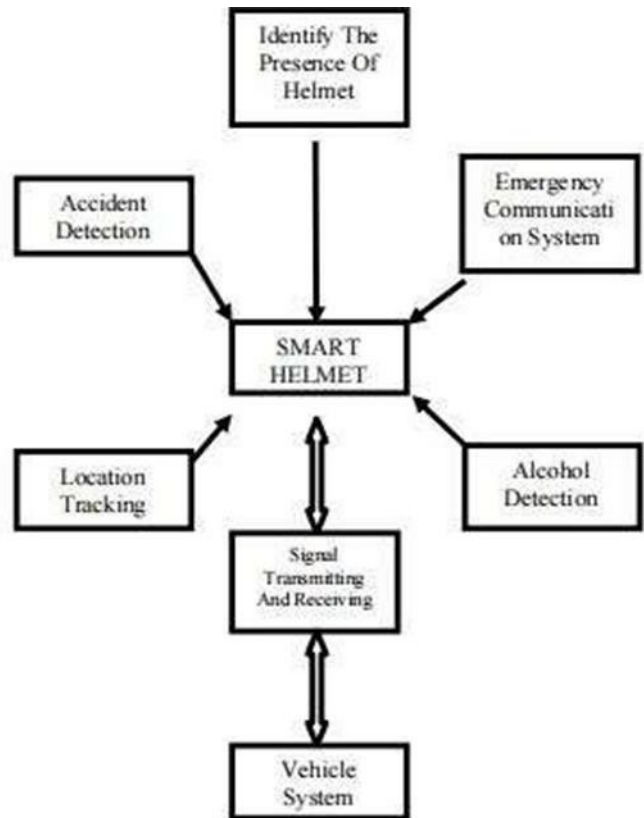 Identify The
Presence Of
Helmet
Accident
Detection
Emergency
Communicati
on System
SMART
HELMET
Location
Tracking
Alcohol
Detection
Signal
Transmitting
And Receiving
Vehicle
System